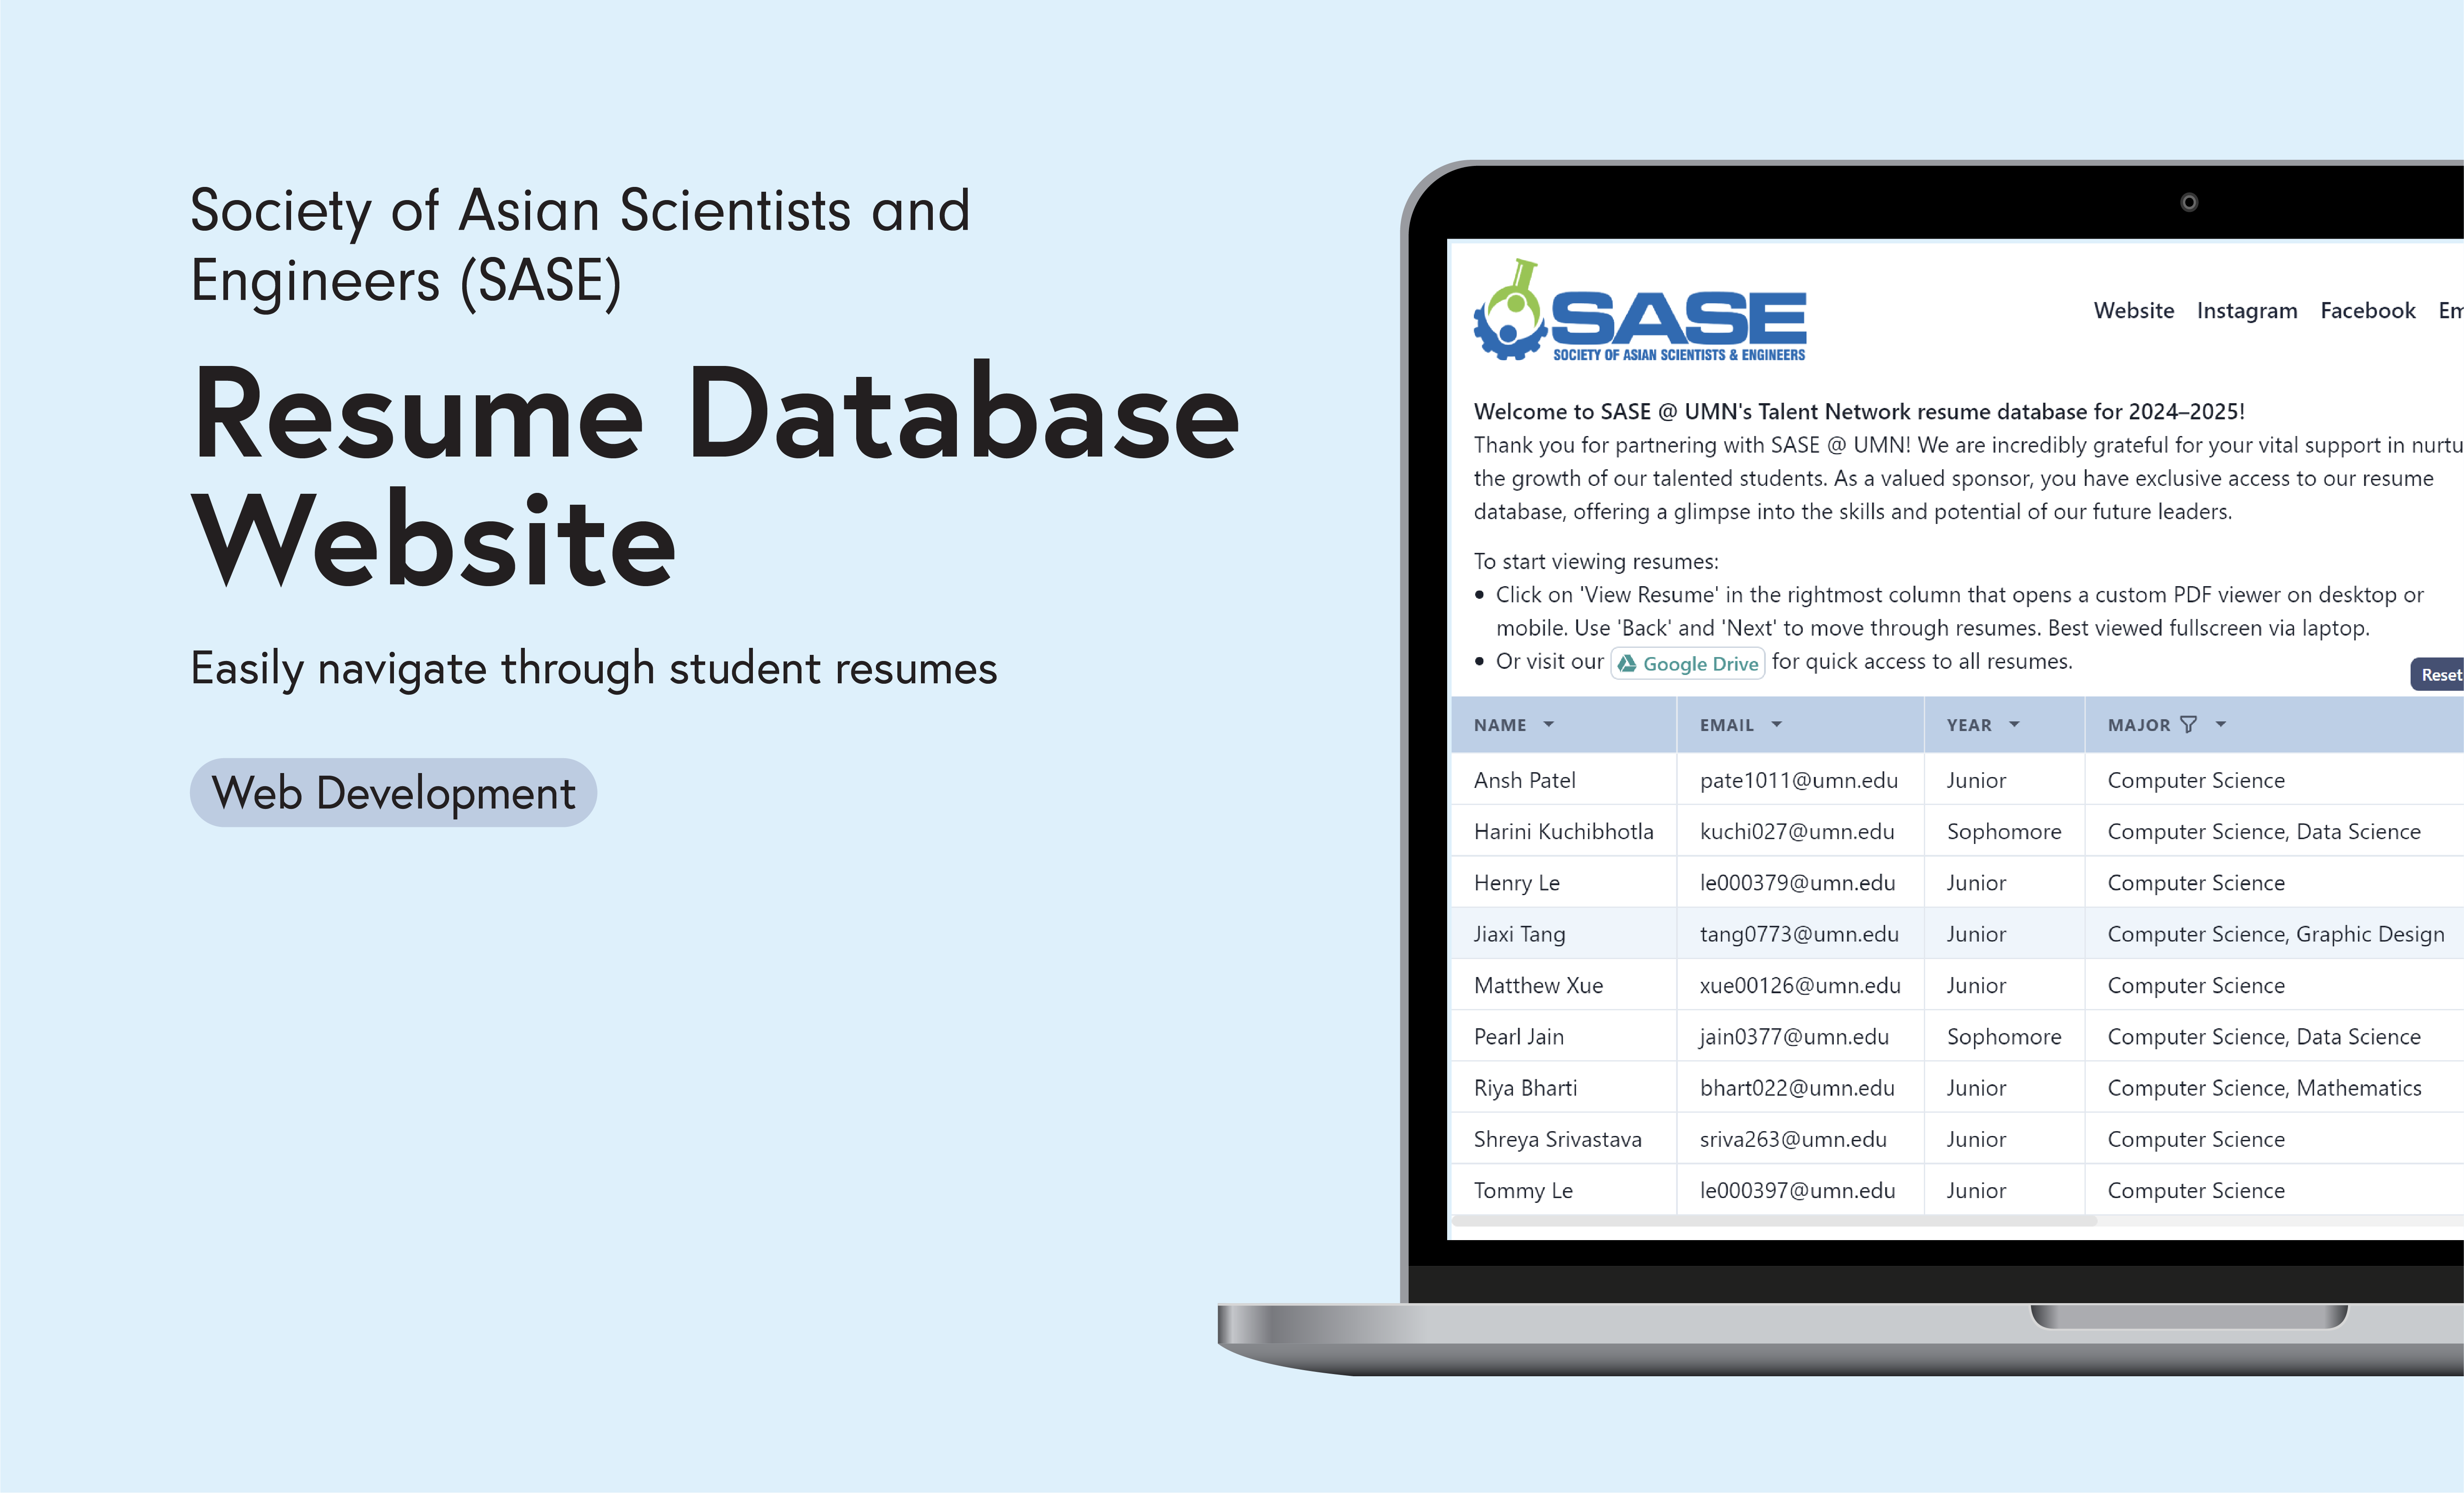 Society of Asian Scientists and
Engineers (SASE)
Resume Database
Website
Easily navigate through student resumes
Web Development
SASE
SOCIETY OF ASIAN SCIENTISTS & ENGINEERS
Website Instagram Facebook Em
Welcome to SASE @ UMN's Talent Network resume database for 2024–2025!
Thank you for partnering with SASE @ UMN! We are incredibly grateful for your vital support in nurtu
the growth of our talented students. As a valued sponsor, you have exclusive access to our resume
database, offering a glimpse into the skills and potential of our future leaders.
To start viewing resumes:
• Click on 'View Resume' in the rightmost column that opens a custom PDF viewer on desktop or
mobile. Use 'Back' and 'Next' to move through resumes. Best viewed fullscreen via laptop.
• Or visit our Google Drive for quick access to all resumes.
Reset
NAME EMAIL YEAR MAJOR
Ansh Patel pate1011@umn.edu Junior Computer Science
Harini Kuchibhotla kuchi027@umn.edu Sophomore Computer Science, Data Science
Henry Le le000379@umn.edu Junior Computer Science
Jiaxi Tang tang0773@umn.edu Junior Computer Science, Graphic Design
Matthew Xue xue00126@umn.edu Junior Computer Science
Pearl Jain jain0377@umn.edu Sophomore Computer Science, Data Science
Riya Bharti bhart022@umn.edu Junior Computer Science, Mathematics
Shreya Srivastava sriva263@umn.edu Junior Computer Science
Tommy Le le000397@umn.edu Junior Computer Science